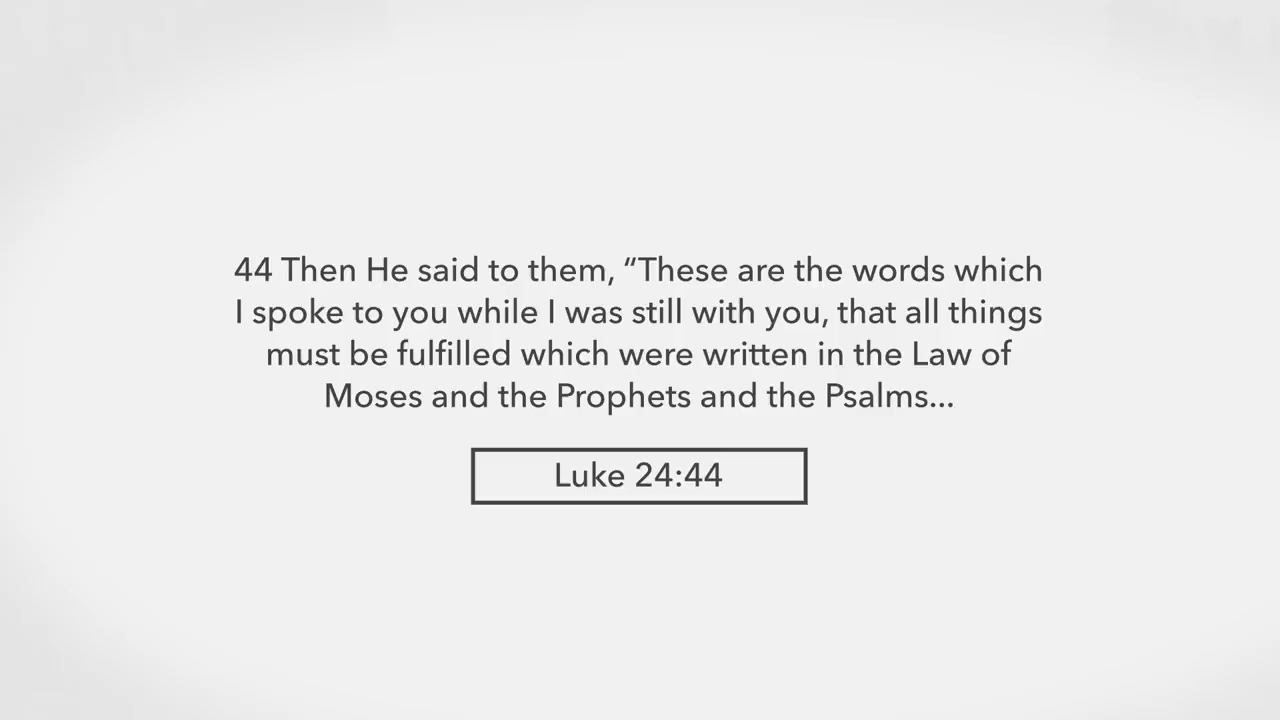 44 Then He said to them, “These are the words which
I spoke to you while I was still with you, that all things
must be fulfilled which were written in the Law of
Moses and the Prophets and the Psalms...
Luke 24:44